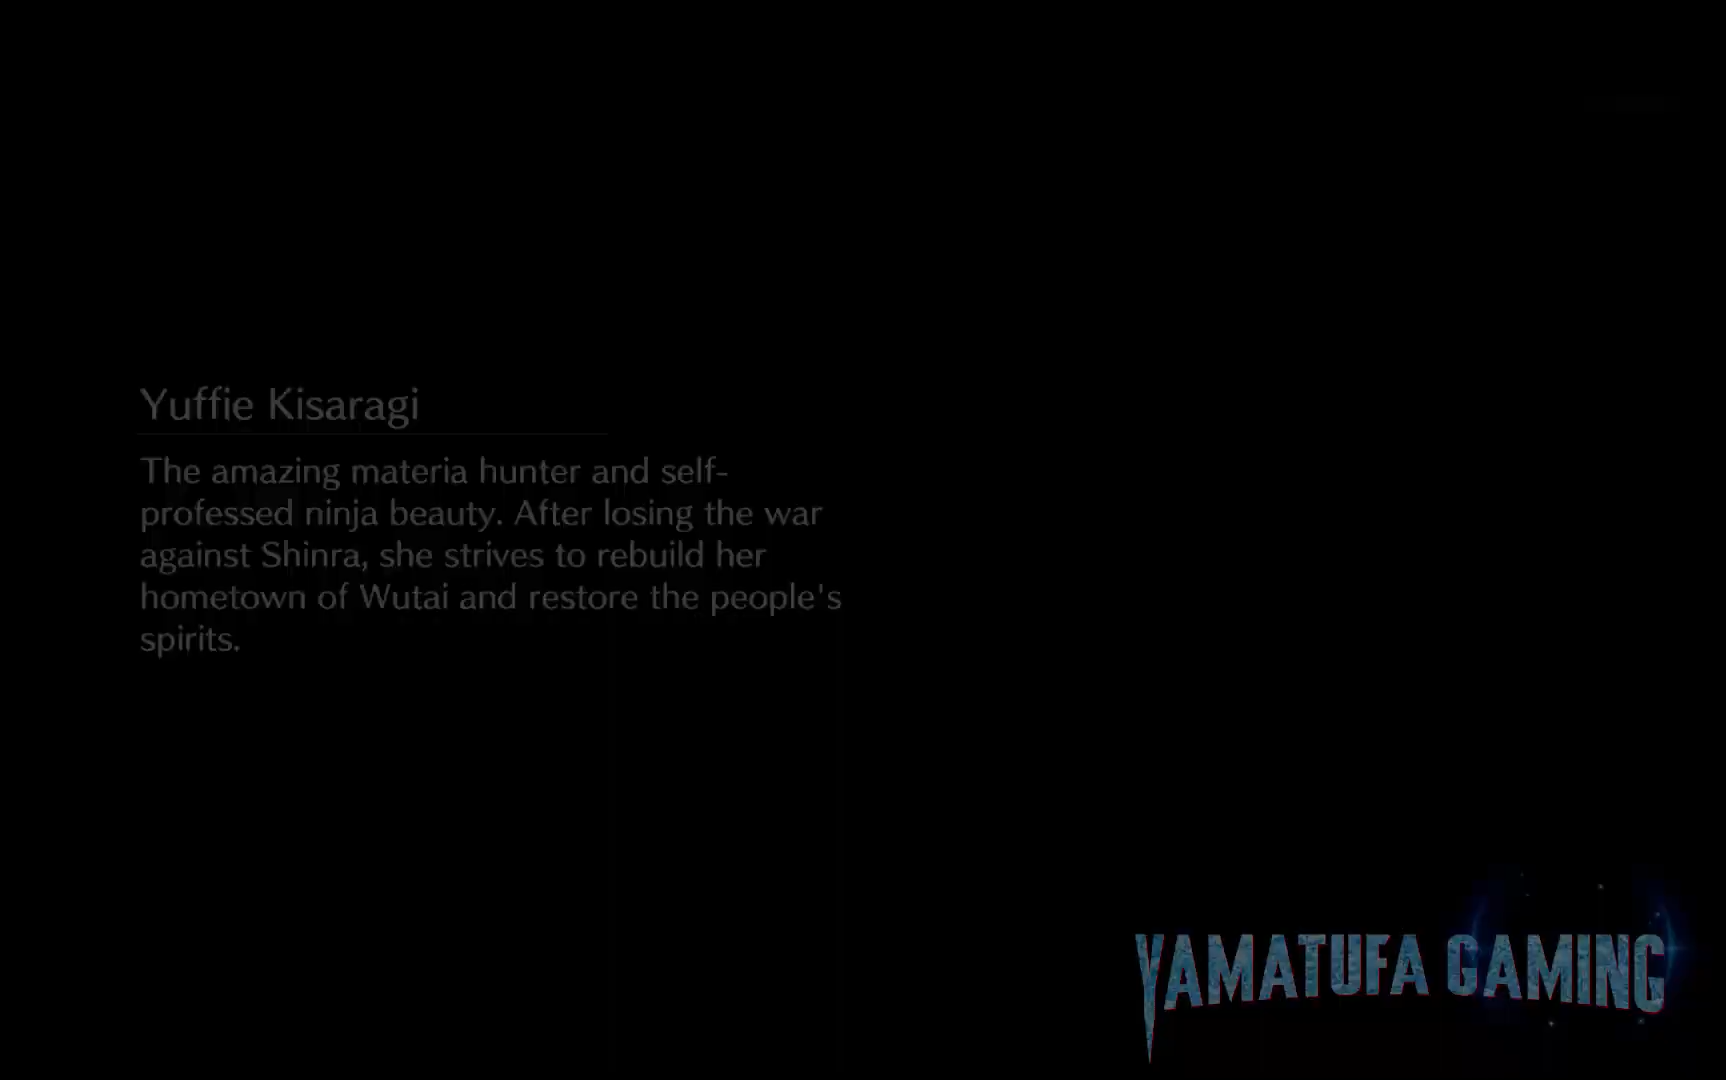 Yuffie Kisaragi
The amazing materia hunter and self-
professed ninja beauty. After losing the war
against Shinra, she strives to rebuild her
hometown of Wutai and restore the people's
spirits.
YAMATUFA GAMING